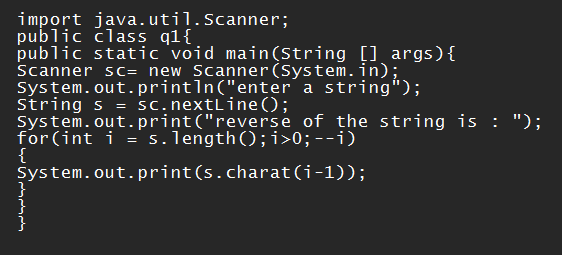 import java.util.Scanner;
public class q1{
public static void main(String [] args){
Scanner sc= new Scanner(System.in);
System.out.println("enter a string");
String s = sc.nextLine();
System.out.print("reverse of the string is : ");
for(int i = s.length();i>0;--i)
{
System.out.print(s.charat(i-1));
}
}
}